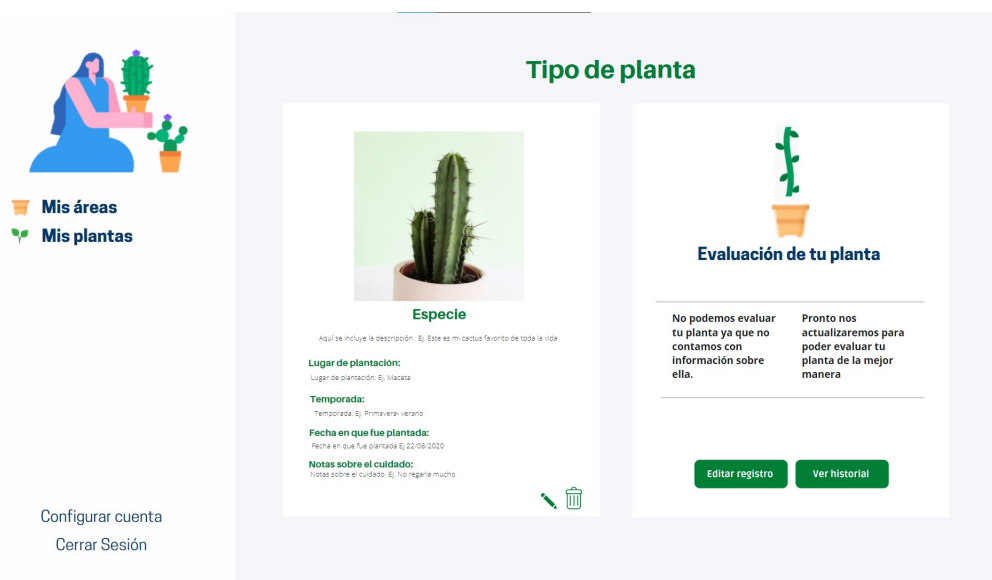 Tipo de planta
Mis áreas
Mis plantas
Configurar cuenta
Cerrar Sesión
Especie
Aquí se incluye la descripción . Ej. Este es mi cactus favorito de toda la vida
Lugar de plantación:
Lugar de plantación: Ej. Maceta
Temporada:
Temporada: Ej. Primavera- verano
Fecha en que fue plantada:
Fecha en que fue plantada Ej 22/08/2020
Notas sobre el cuidado:
Notas sobre el cuidado. Ej. No regarla mucho
Evaluación de tu planta
No podemos evaluar
tu planta ya que no
contamos con
información sobre
ella.
Pronto nos
actualizaremos para
poder evaluar tu
planta de la mejor
manera
Editar registro
Ver historial